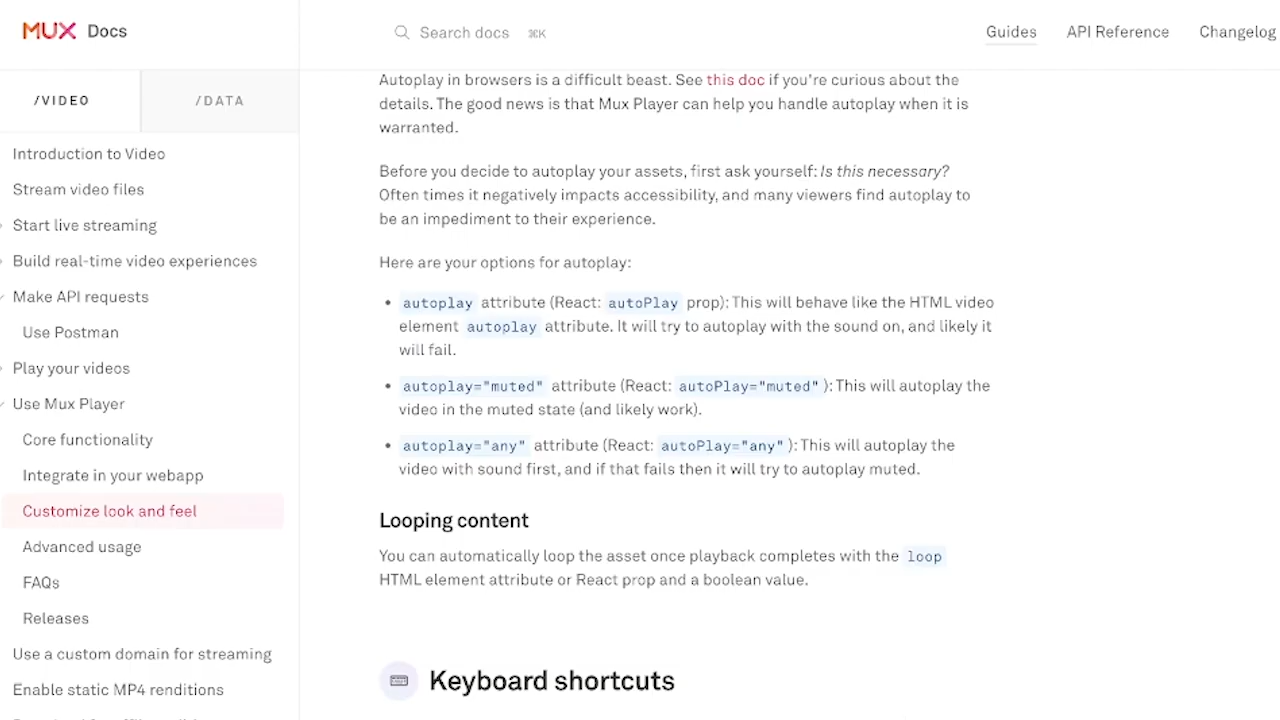 MUX Docs
Search docs ⌘K
Guides
API Reference
Changelog
/VIDEO
/DATA
Introduction to Video
Stream video files
Start live streaming
Build real-time video experiences
Make API requests
Use Postman
Play your videos
Use Mux Player
Core functionality
Integrate in your webapp
Customize look and feel
Advanced usage
FAQs
Releases
Use a custom domain for streaming
Enable static MP4 renditions
Autoplay in browsers is a difficult beast. See this doc if you're curious about the
details. The good news is that Mux Player can help you handle autoplay when it is
warranted.
Before you decide to autoplay your assets, first ask yourself: Is this necessary?
Often times it negatively impacts accessibility, and many viewers find autoplay to
be an impediment to their experience.
Here are your options for autoplay:
• autoplay attribute (React: autoPlay prop): This will behave like the HTML video
element autoplay attribute. It will try to autoplay with the sound on, and likely it
will fail.
• autoplay="muted" attribute (React: autoPlay="muted" ): This will autoplay the
video in the muted state (and likely work).
• autoplay="any" attribute (React: autoPlay="any" ): This will autoplay the
video with sound first, and if that fails then it will try to autoplay muted.
Looping content
You can automatically loop the asset once playback completes with the loop
HTML element attribute or React prop and a boolean value.
Keyboard shortcuts